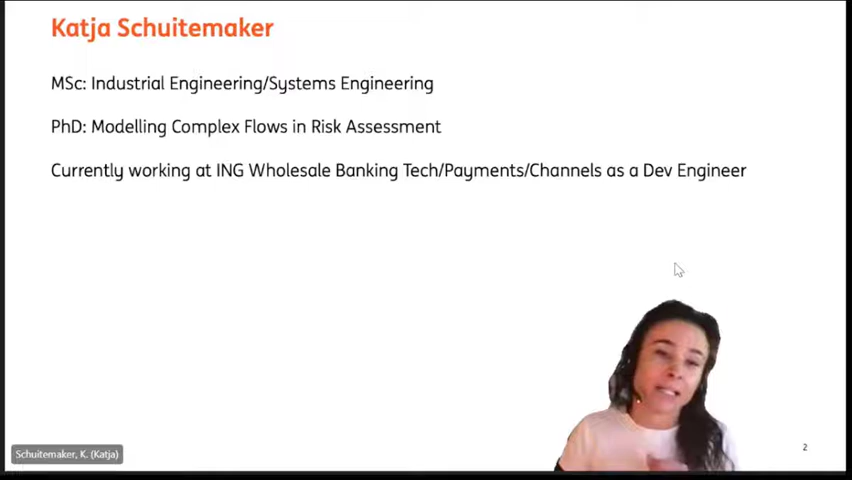 Katja Schuitemaker
MSc: Industrial Engineering/Systems Engineering
PhD: Modelling Complex Flows in Risk Assessment
Currently working at ING Wholesale Banking Tech/Payments/Channels as a Dev Engineer
Schuitemaker, K. (Katja)
2